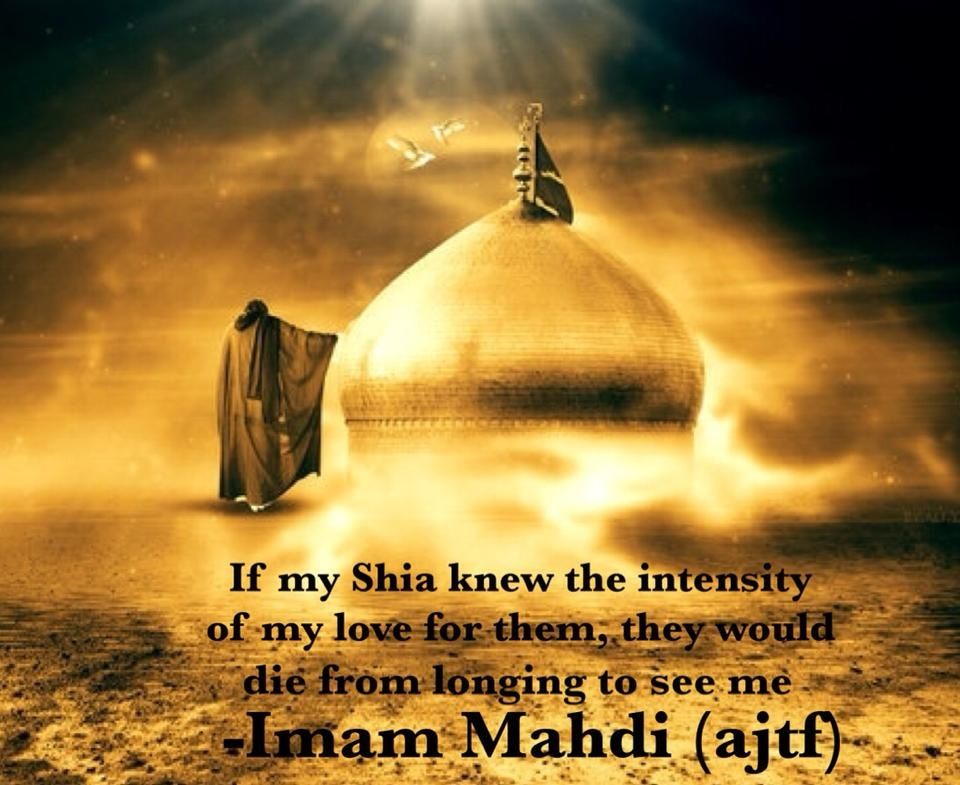 If my Shia knew the intensity
of my love for them, they would
die from longing to see me
-Imam Mahdi (ajtf)